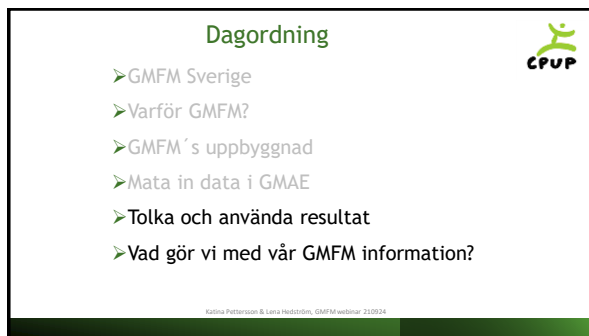 Dagordning
CPUP
➢GMFM Sverige
➢Varför GMFM?
➢GMFM´s uppbyggnad
➢Mata in data i GMAE
➢Tolka och använda resultat
➢Vad gör vi med vår GMFM information?
Katina Pettersson & Lena Hedström, GMFM webinar 210924